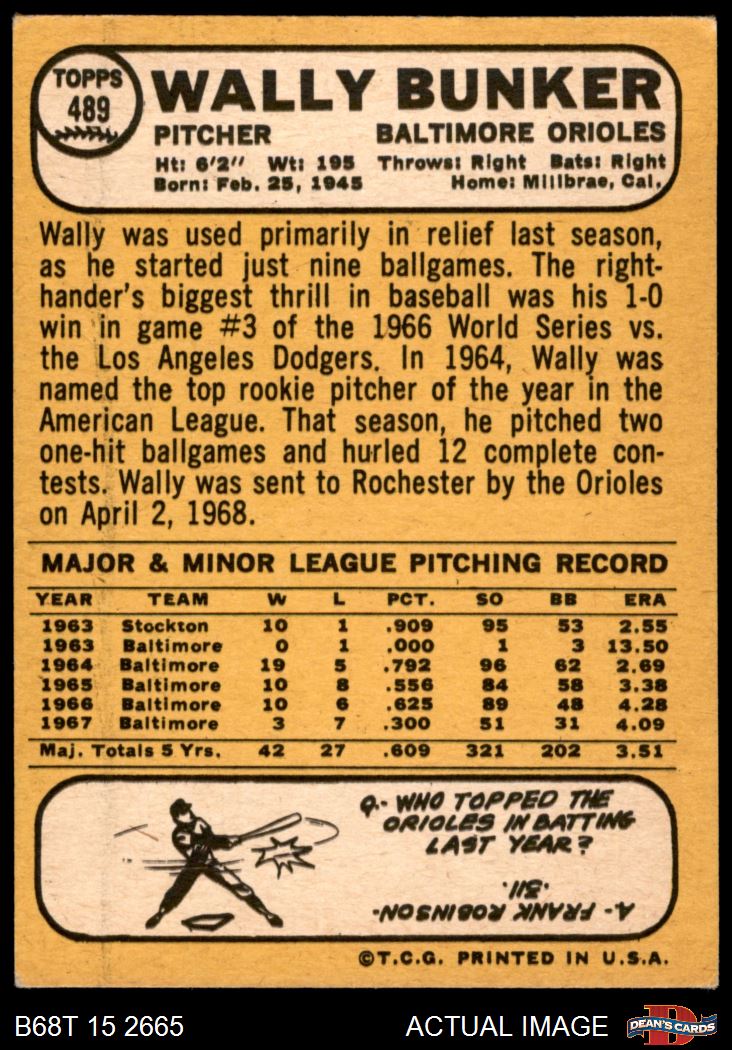 TOPPS
489
WALLY BUNKER
PITCHER BALTIMORE ORIOLES
Ht: 6'2" Wt: 195 Throws: Right Bats: Right
Born: Feb. 25, 1945 Home: Millbrae, Cal.
Wally was used primarily in relief last season,
as he started just nine ballgames. The right-
hander's biggest thrill in baseball was his 1-0
win in game #3 of the 1966 World Series vs.
the Los Angeles Dodgers. In 1964, Wally was
named the top rookie pitcher of the year in the
American League. That season, he pitched two
one-hit ballgames and hurled 12 complete con-
tests. Wally was sent to Rochester by the Orioles
on April 2, 1968.
MAJOR & MINOR LEAGUE PITCHING RECORD
YEAR TEAM W L PCT. SO BB ERA
1963 Stockton 10 1 .909 95 53 2.55
1963 Baltimore 0 1 .000 1 3 13.50
1964 Baltimore 19 5 .792 96 62 2.69
1965 Baltimore 10 8 .556 84 58 3.38
1966 Baltimore 10 6 .625 89 48 4.28
1967 Baltimore 3 7 .300 51 31 4.09
Maj. Totals 5 Yrs. 42 27 .609 321 202 3.51
Q.- WHO TOPPED THE
ORIOLES IN BATTING
LAST YEAR?
A.- FRANK ROBINSON-
.311.
©T.C.G. PRINTED IN U.S.A.
B68T 15 2665 ACTUAL IMAGE DEAN'S CARDS